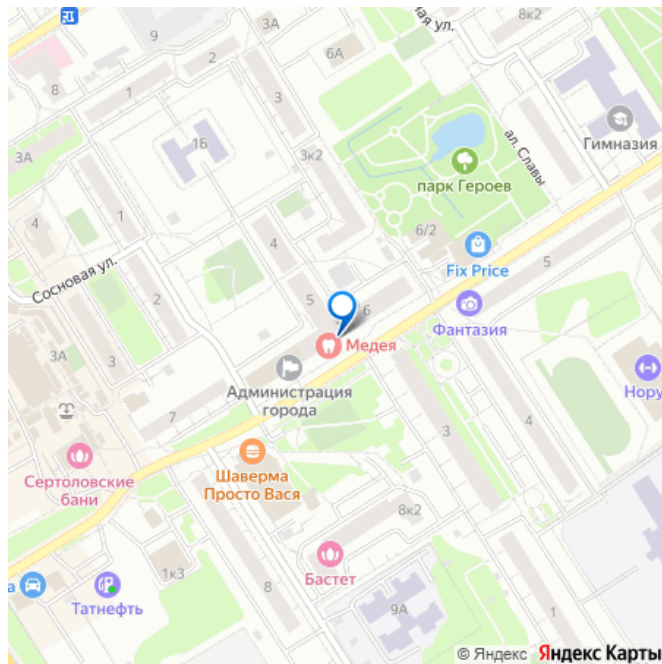 3А
ная ул.
8к2
9
2
6А
8
1
3
1Б
3А
3к2
ал. Славы
Гимназия
парк Героев
4
1
4
6/2
Fix Price
5
Сосновая ул.
2
5
6
Фантазия
3А
3
Медея
Администрация
города
Нору
7
3
4
Сертоловские
бани
Шаверма
Просто Вася
8к2
1к3
Бастет
а
Татнефть
8
9А
1
© Яндекс Яндекс Карты